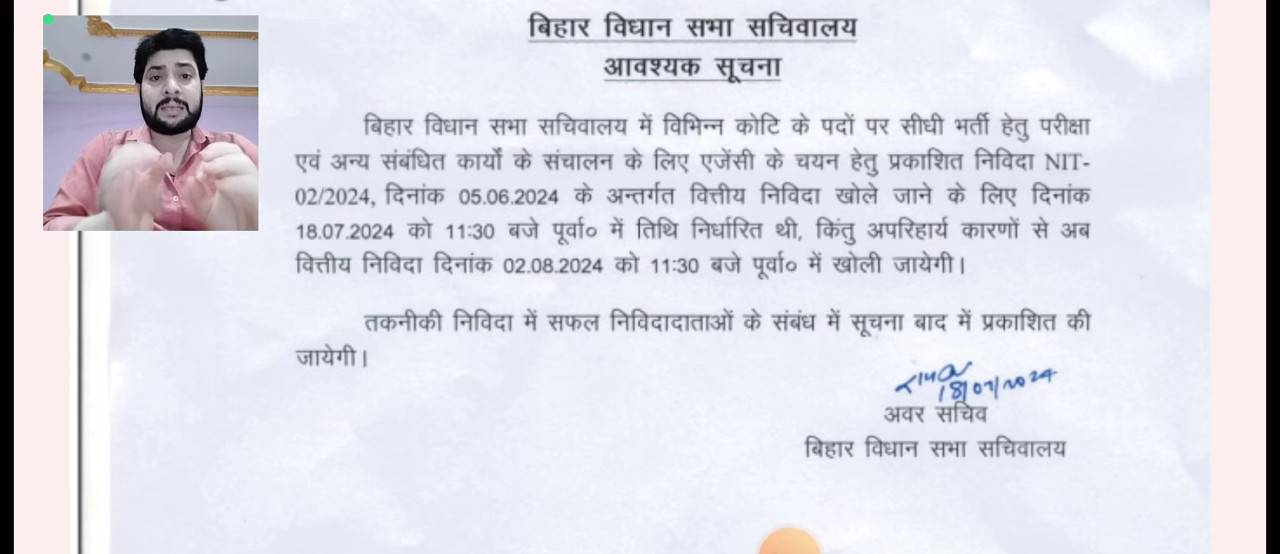 बिहार विधान सभा सचिवालय
आवश्यक सूचना
बिहार विधान सभा सचिवालय में विभिन्न कोटि के पदों पर सीधी भर्ती हेतु परीक्षा
एवं अन्य संबंधित कार्यों के संचालन के लिए एजेंसी के चयन हेतु प्रकाशित निविदा NIT-
02/2024, दिनांक 05.06.2024 के अन्तर्गत वित्तीय निविदा खोले जाने के लिए दिनांक
18.07.2024 को 11:30 बजे पूर्वा० में तिथि निर्धारित थी, किंतु अपरिहार्य कारणों से अब
वित्तीय निविदा दिनांक 02.08.2024 को 11:30 बजे पूर्वा० में खोली जायेगी।
तकनीकी निविदा में सफल निविदादाताओं के संबंध में सूचना बाद में प्रकाशित की
जायेगी।
18/07/2024
अवर सचिव
बिहार विधान सभा सचिवालय